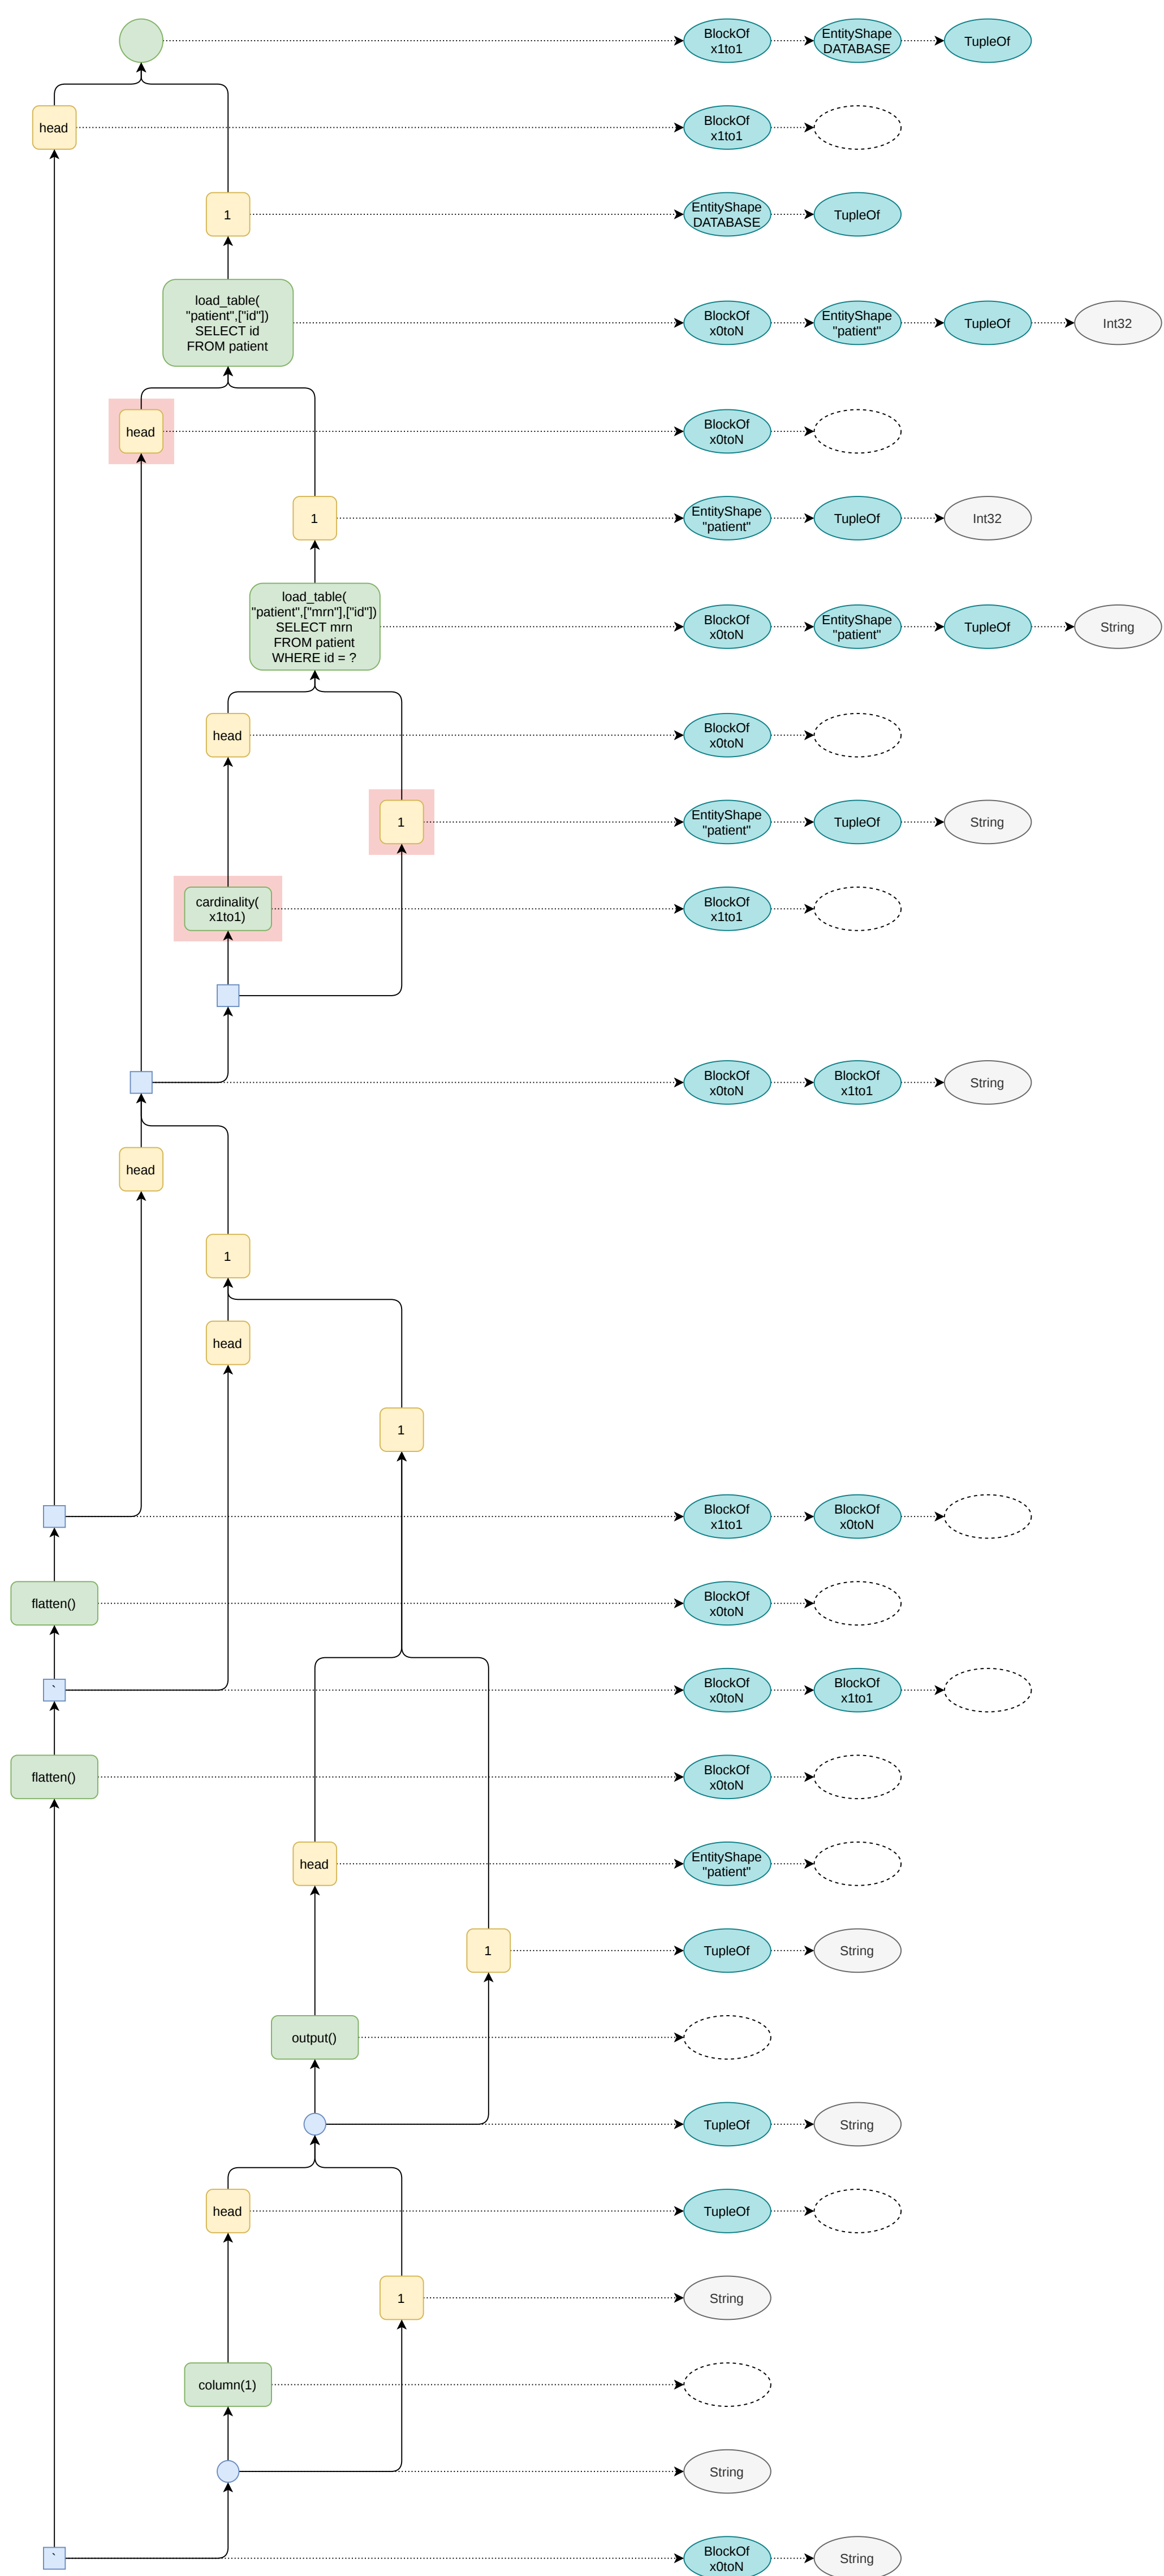 BlockOf
x1to1
EntityShape
DATABASE
TupleOf
head
BlockOf
x1to1
1
EntityShape
DATABASE
TupleOf
load_table(
"patient",["id"])
SELECT id
FROM patient
BlockOf
x0toN
EntityShape
"patient"
TupleOf
Int32
head
BlockOf
x0toN
1
EntityShape
"patient"
TupleOf
Int32
load_table(
"patient",["mrn"],["id"])
SELECT mrn
FROM patient
WHERE id = ?
BlockOf
x0toN
EntityShape
"patient"
TupleOf
String
head
BlockOf
x0toN
1
EntityShape
"patient"
TupleOf
String
cardinality(
x1to1)
BlockOf
x1to1
BlockOf
x0toN
BlockOf
x1to1
String
head
1
head
1
BlockOf
x1to1
BlockOf
x0toN
flatten()
BlockOf
x0toN
`
BlockOf
x0toN
BlockOf
x1to1
flatten()
BlockOf
x0toN
head
EntityShape
"patient"
1
TupleOf
String
output()
TupleOf
String
head
TupleOf
1
String
column(1)
String
`
BlockOf
x0toN
String